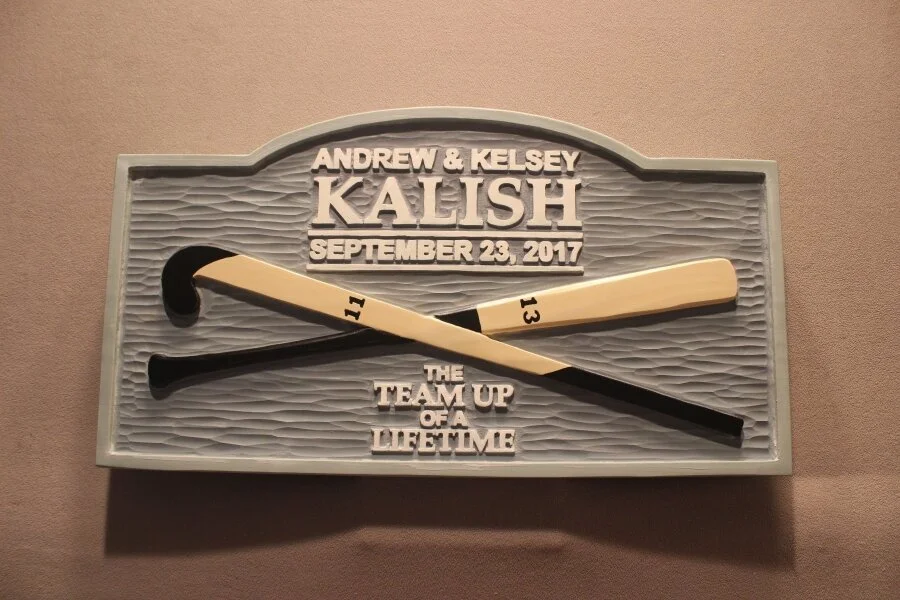 ANDREW & KELSEY
KALISH
SEPTEMBER 23, 2017
11
13
THE
TEAM UP
OF A
LIFETIME